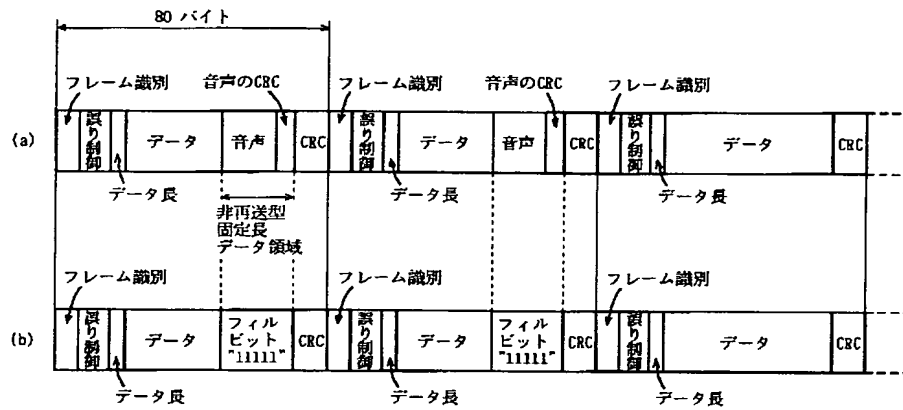 80 バイト
フレーム識別 音声のCRC フレーム識別 音声のCRC フレーム識別
(a) 誤り制御 データ 音声 CRC 誤り制御 データ 音声 CRC 誤り制御 データ CRC
データ長 データ長 データ長
非再送型
固定長
データ領域
フレーム識別 フレーム識別 フレーム識別
(b) 誤り制御 データ フィルビット"11111" CRC 誤り制御 データ フィルビット"11111" CRC 誤り制御 データ CRC
データ長 データ長 データ長